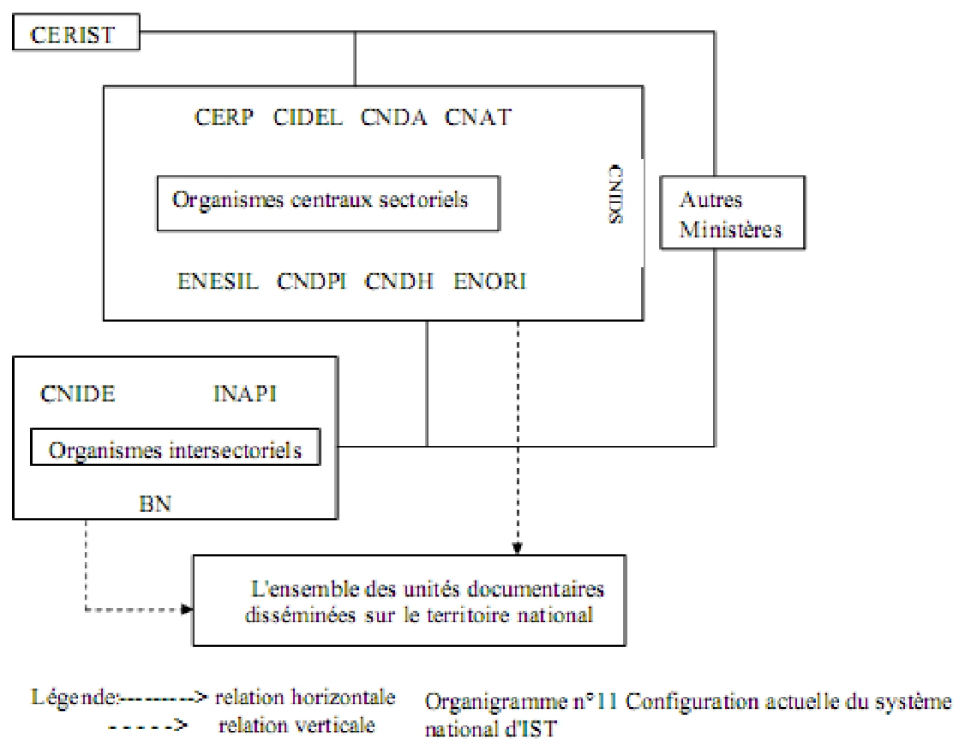 CERIST
CERP CIDEL CNDA CNAT
CNIDS
Organismes centraux sectoriels
Autres
Ministères
ENESIL CNDPI CNDH ENORI
CNIDE INAPI
Organismes intersectoriels
BN
L'ensemble des unités documentaires
disséminées sur le territoire national
Légende:---------> relation horizontale
-----> relation verticale
Organigramme n°11 Configuration actuelle du système
national d'IST